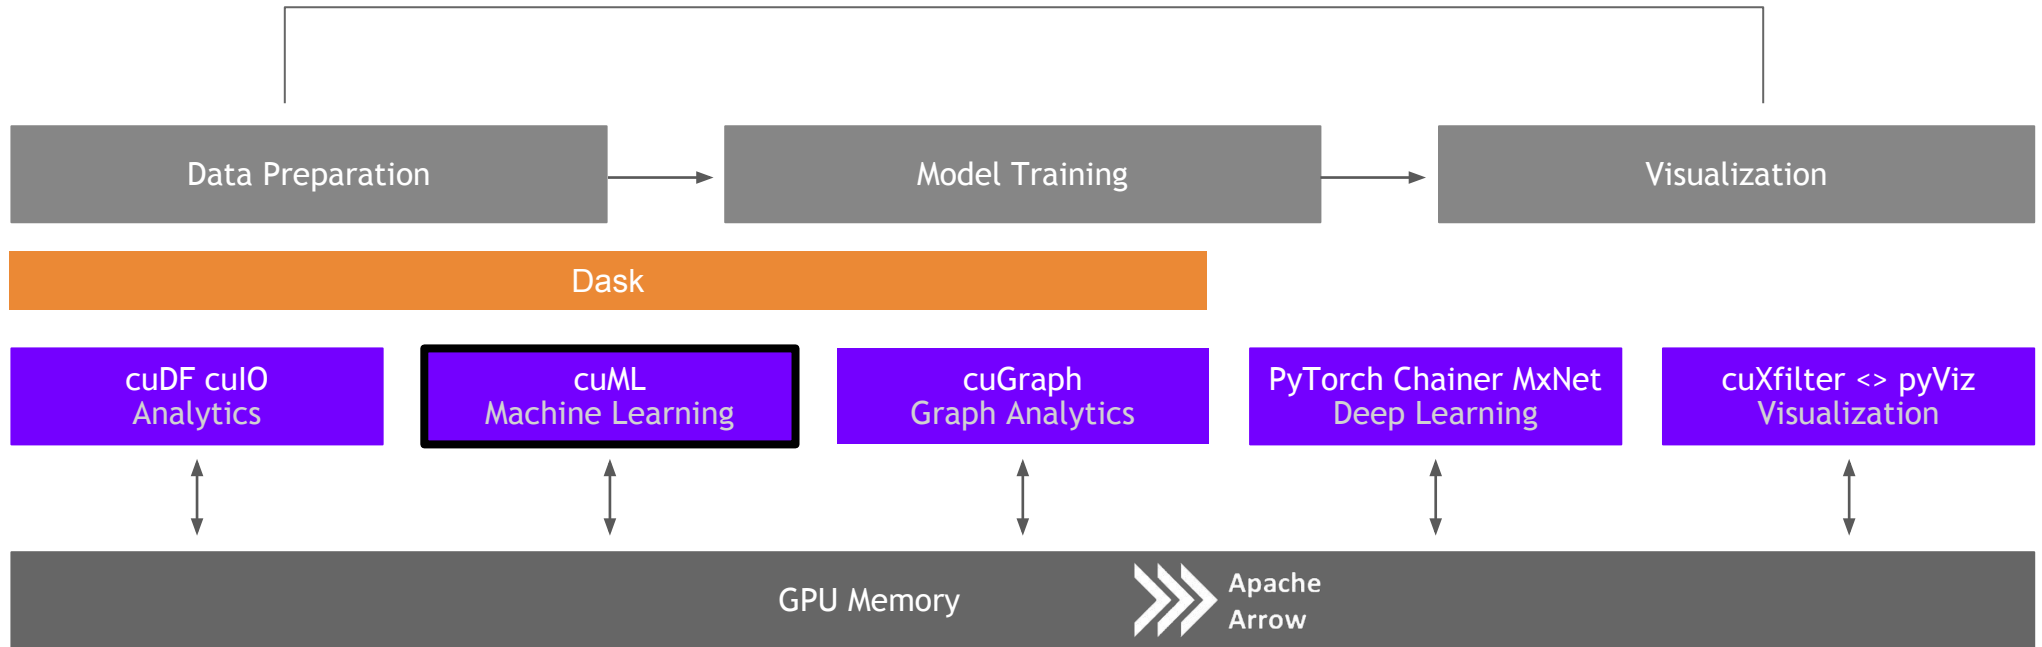 Data Preparation
Model Training
Visualization
Dask
cuDF cuIO
Analytics
cuML
Machine Learning
cuGraph
Graph Analytics
PyTorch Chainer MxNet
Deep Learning
cuXfilter <> pyViz
Visualization
GPU Memory
Apache
Arrow